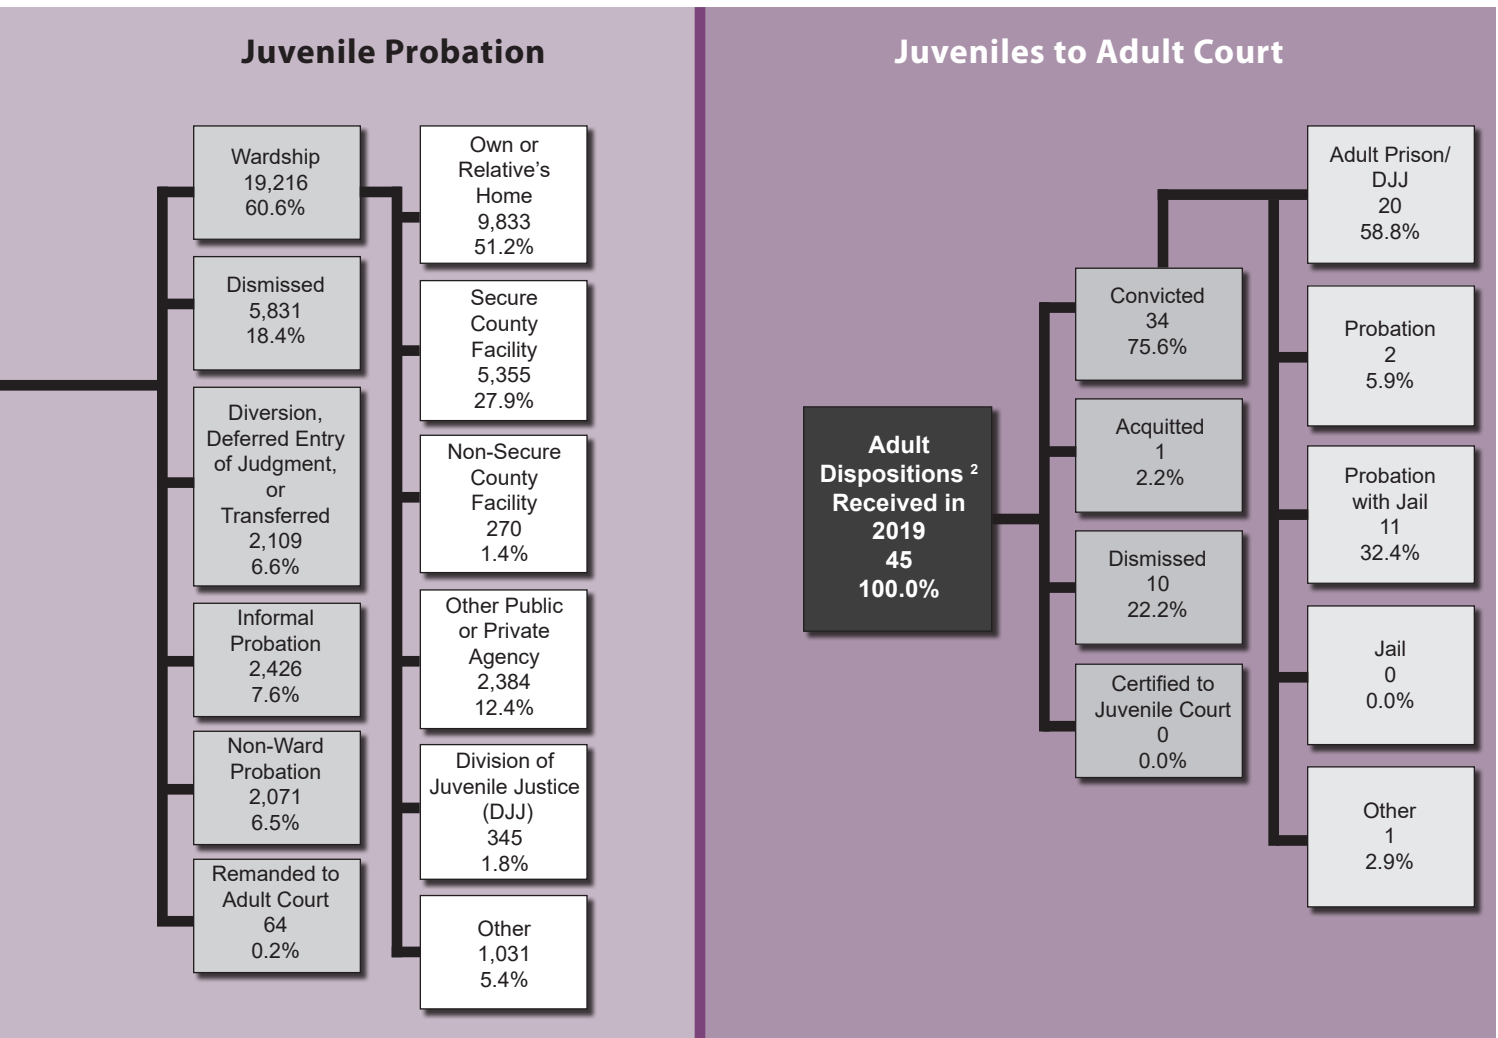 Juvenile Probation
Wardship
19,216
60.6%
Dismissed
5,831
18.4%
Diversion,
Deferred Entry
of Judgment,
or
Transferred
2,109
6.6%
Informal
Probation
2,426
7.6%
Non-Ward
Probation
2,071
6.5%
Remanded to
Adult Court
64
0.2%
Own or
Relative's
Home
9,833
51.2%
Secure
County
Facility
5,355
27.9%
Non-Secure
County
Facility
270
1.4%
Other Public
or Private
Agency
2,384
12.4%
Division of
Juvenile Justice
(DJJ)
345
1.8%
Other
1,031
5.4%
Juveniles to Adult Court
Adult
Dispositions ²
Received in
2019
45
100.0%
Convicted
34
75.6%
Acquitted
1
2.2%
Dismissed
10
22.2%
Certified to
Juvenile Court
0
0.0%
Adult Prison/
DJJ
20
58.8%
Probation
2
5.9%
Probation
with Jail
11
32.4%
Jail
0
0.0%
Other
1
2.9%